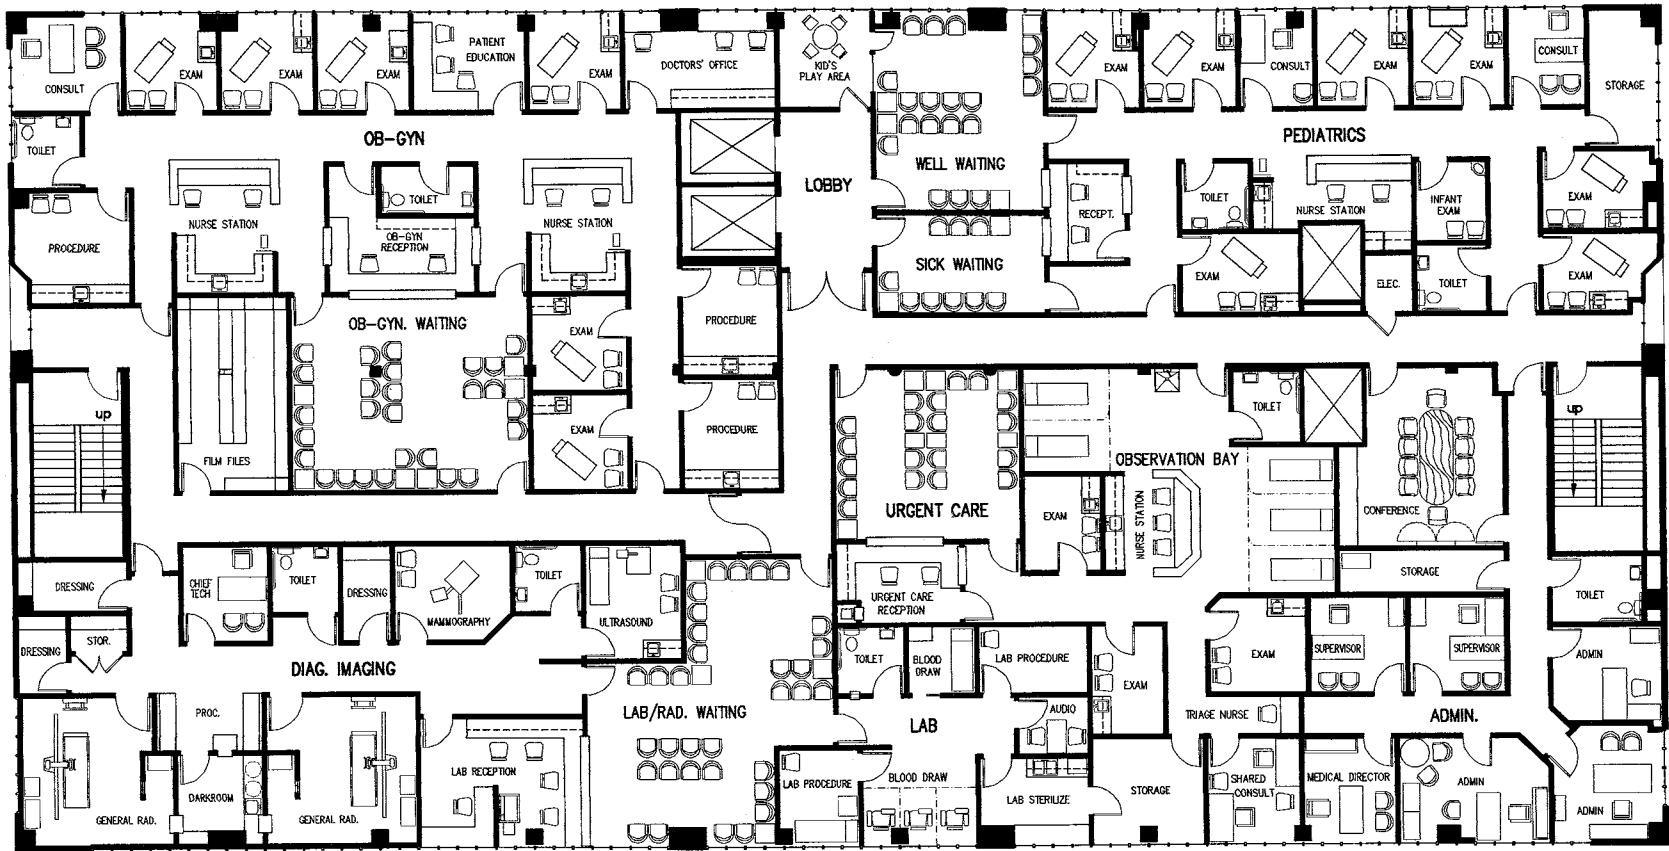 CONSULT
EXAM
EXAM
EXAM
PATIENT
EDUCATION
EXAM
DOCTORS' OFFICE
KID'S
PLAY AREA
EXAM
EXAM
CONSULT
EXAM
EXAM
CONSULT
STORAGE
TOILET
OB-GYN
WELL WAITING
PEDIATRICS
LOBBY
TOILET
NURSE STATION
OB-GYN
RECEPTION
NURSE STATION
RECEPT.
TOILET
NURSE STATION
INFANT
EXAM
EXAM
PROCEDURE
SICK WAITING
EXAM
ELEC.
TOILET
EXAM
OB-GYN. WAITING
EXAM
PROCEDURE
UP
FILM FILES
EXAM
PROCEDURE
TOILET
UP
OBSERVATION BAY
URGENT CARE
EXAM
NURSE STATION
CONFERENCE
DRESSING
CHIEF
TECH
TOILET
DRESSING
MAMMOGRAPHY
TOILET
ULTRASOUND
URGENT CARE
RECEPTION
STORAGE
TOILET
DRESSING
STOR.
DIAG. IMAGING
TOILET
BLOOD
DRAW
LAB PROCEDURE
EXAM
EXAM
SUPERVISOR
SUPERVISOR
ADMIN
PROC.
LAB/RAD. WAITING
LAB
AUDIO
TRIAGE NURSE
ADMIN.
GENERAL RAD.
DARKROOM
GENERAL RAD.
LAB RECEPTION
LAB PROCEDURE
BLOOD DRAW
LAB STERILIZE
STORAGE
SHARED
CONSULT
MEDICAL DIRECTOR
ADMIN
ADMIN